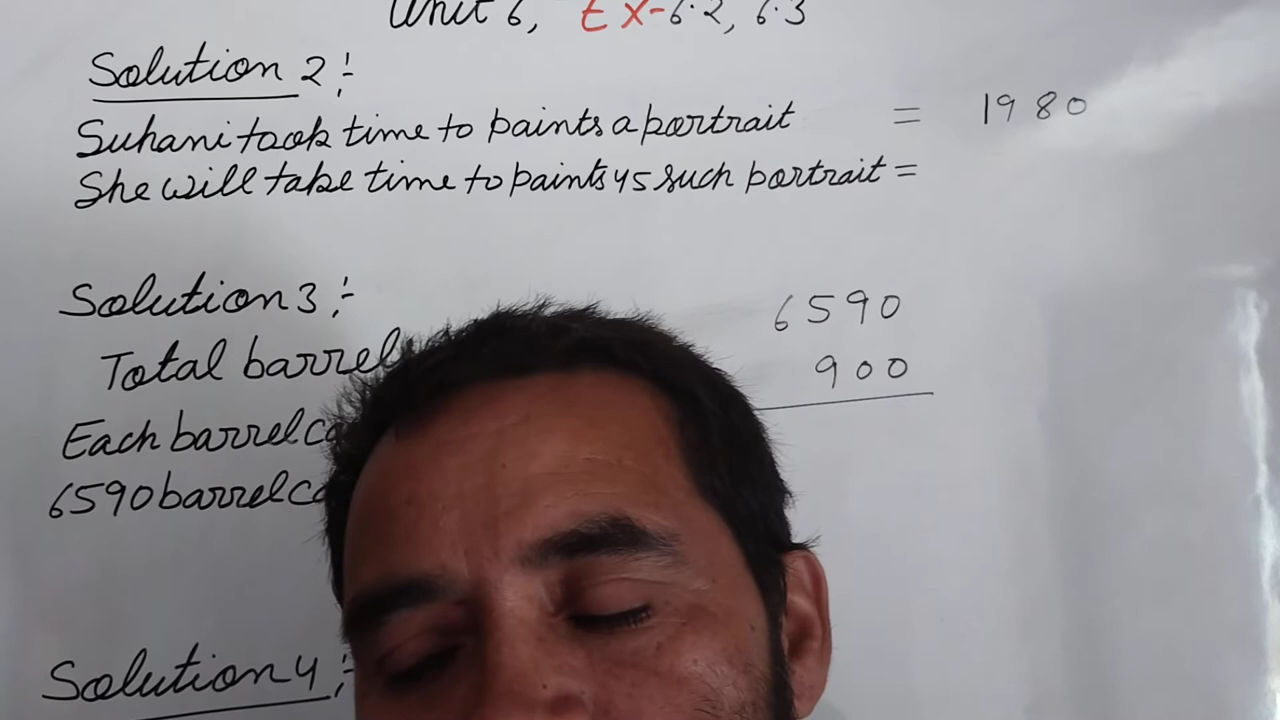 Unit 6, Ex-6.2, 6.3
Solution 2:-
Suhani took time to paints a portrait = 1980
She will take time to paints 45 such portrait =
Solution 3:-
6590
Total barrel
900
Each barrel
6590 barrel
Solution 4:-